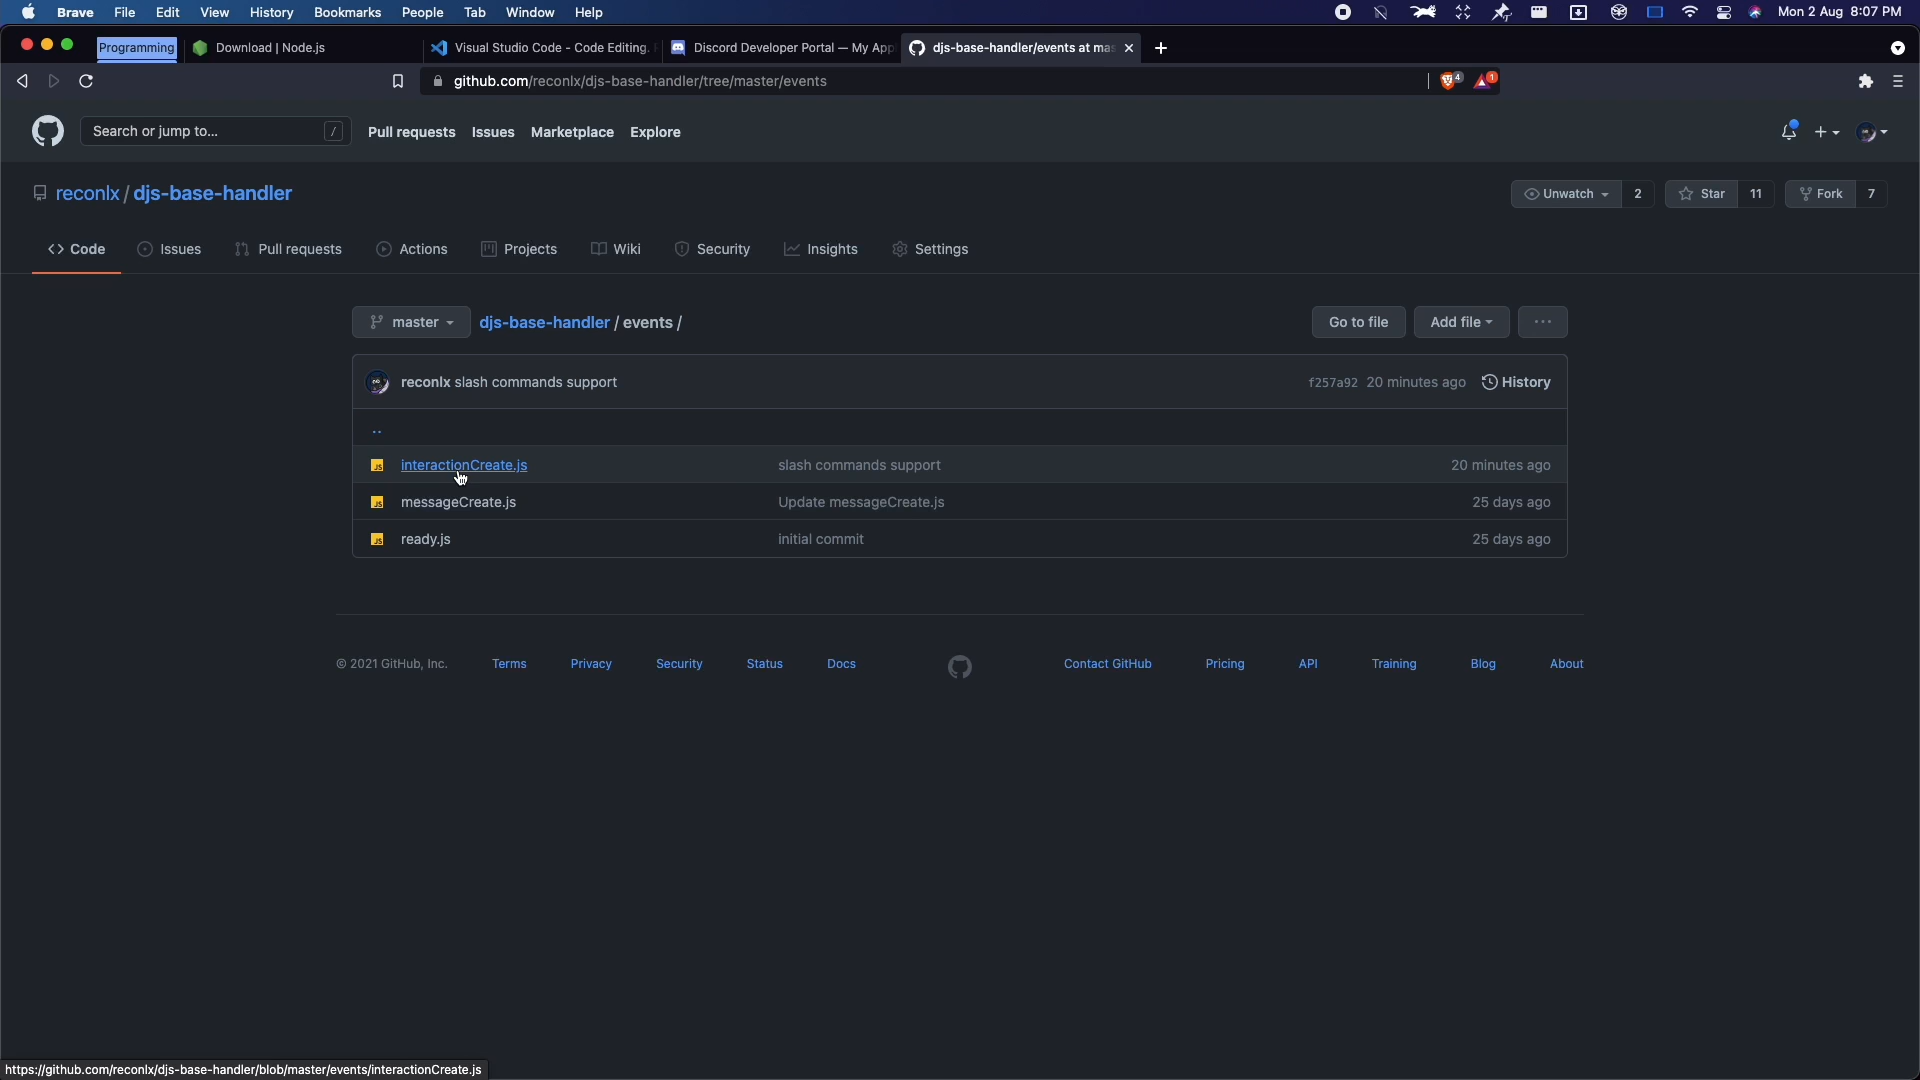 Brave File Edit View History Bookmarks People Tab Window Help Mon 2 Aug 8:07 PM
Programming Download | Node.js Visual Studio Code - Code Editing. Discord Developer Portal — My App djs-base-handler/events at mas
github.com/reconlx/djs-base-handler/tree/master/events 4 1
Search or jump to... / Pull requests Issues Marketplace Explore
reconlx / djs-base-handler Unwatch 2 Star 11 Fork 7
Code Issues Pull requests Actions Projects Wiki Security Insights Settings
master djs-base-handler / events / Go to file Add file ...
reconlx slash commands support f257a92 20 minutes ago History
..
JS interactionCreate.js slash commands support 20 minutes ago
JS messageCreate.js Update messageCreate.js 25 days ago
JS ready.js initial commit 25 days ago
© 2021 GitHub, Inc. Terms Privacy Security Status Docs Contact GitHub Pricing API Training Blog About
https://github.com/reconlx/djs-base-handler/blob/master/events/interactionCreate.js